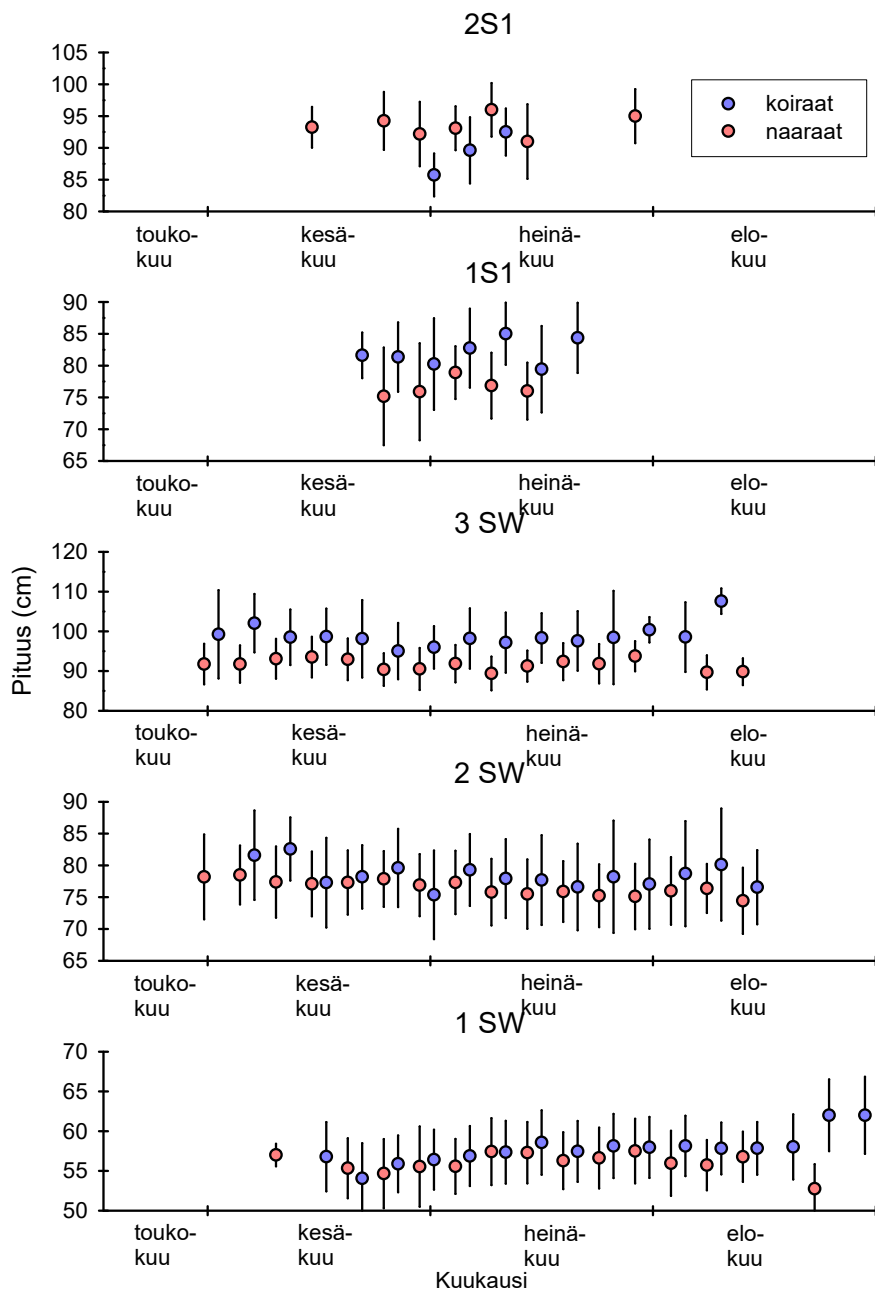 2S1
105
100
95
90
85
80
koiraat
naaraat
touko-
kuu
kesä-
kuu
heinä-
kuu
elo-
kuu
1S1
90
85
80
75
70
65
touko-
kuu
kesä-
kuu
heinä-
kuu
elo-
kuu
3 SW
Pituus (cm)
120
110
100
90
80
touko-
kuu
kesä-
kuu
heinä-
kuu
elo-
kuu
2 SW
90
85
80
75
70
65
touko-
kuu
kesä-
kuu
heinä-
kuu
elo-
kuu
1 SW
70
65
60
55
50
touko-
kuu
kesä-
kuu
heinä-
kuu
elo-
kuu
Kuukausi